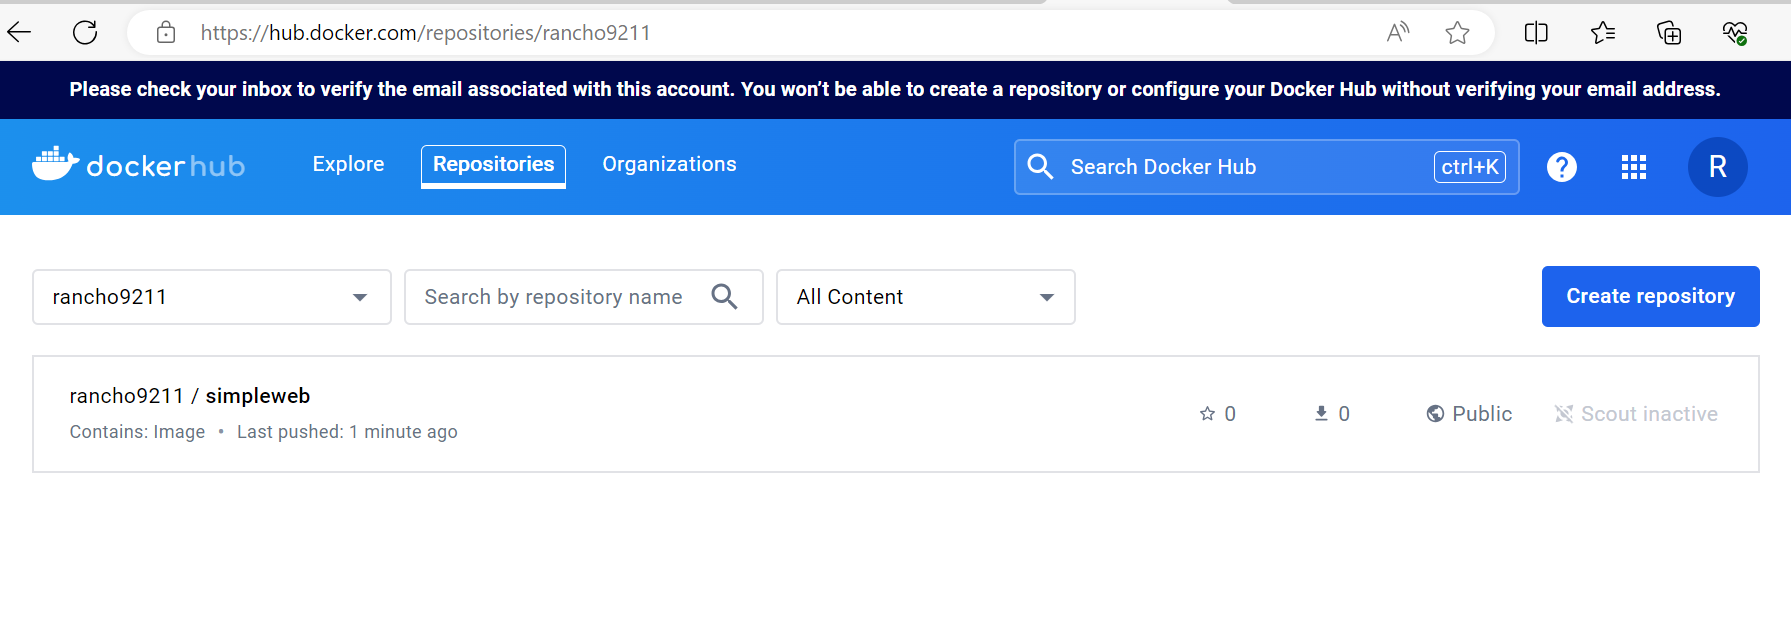 https://hub.docker.com/repositories/rancho9211
Please check your inbox to verify the email associated with this account. You won’t be able to create a repository or configure your Docker Hub without verifying your email address.
dockerhub Explore Repositories Organizations Search Docker Hub ctrl+K ? R
rancho9211 Search by repository name All Content Create repository
rancho9211 / simpleweb
0 0 Public Scout inactive
Contains: Image • Last pushed: 1 minute ago